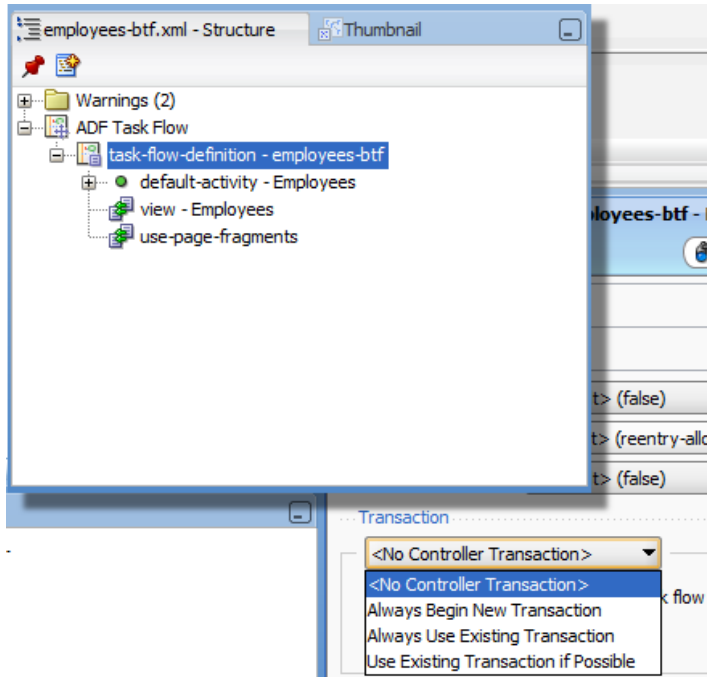 employees-btf.xml - Structure
Thumbnail
Warnings (2)
ADF Task Flow
task-flow-definition - employees-btf
default-activity - Employees
view - Employees
use-page-fragments
loyees-btf -
t> (false)
t> (reentry-allo
t> (false)
Transaction
<No Controller Transaction>
<No Controller Transaction>
k flow
Always Begin New Transaction
Always Use Existing Transaction
Use Existing Transaction if Possible